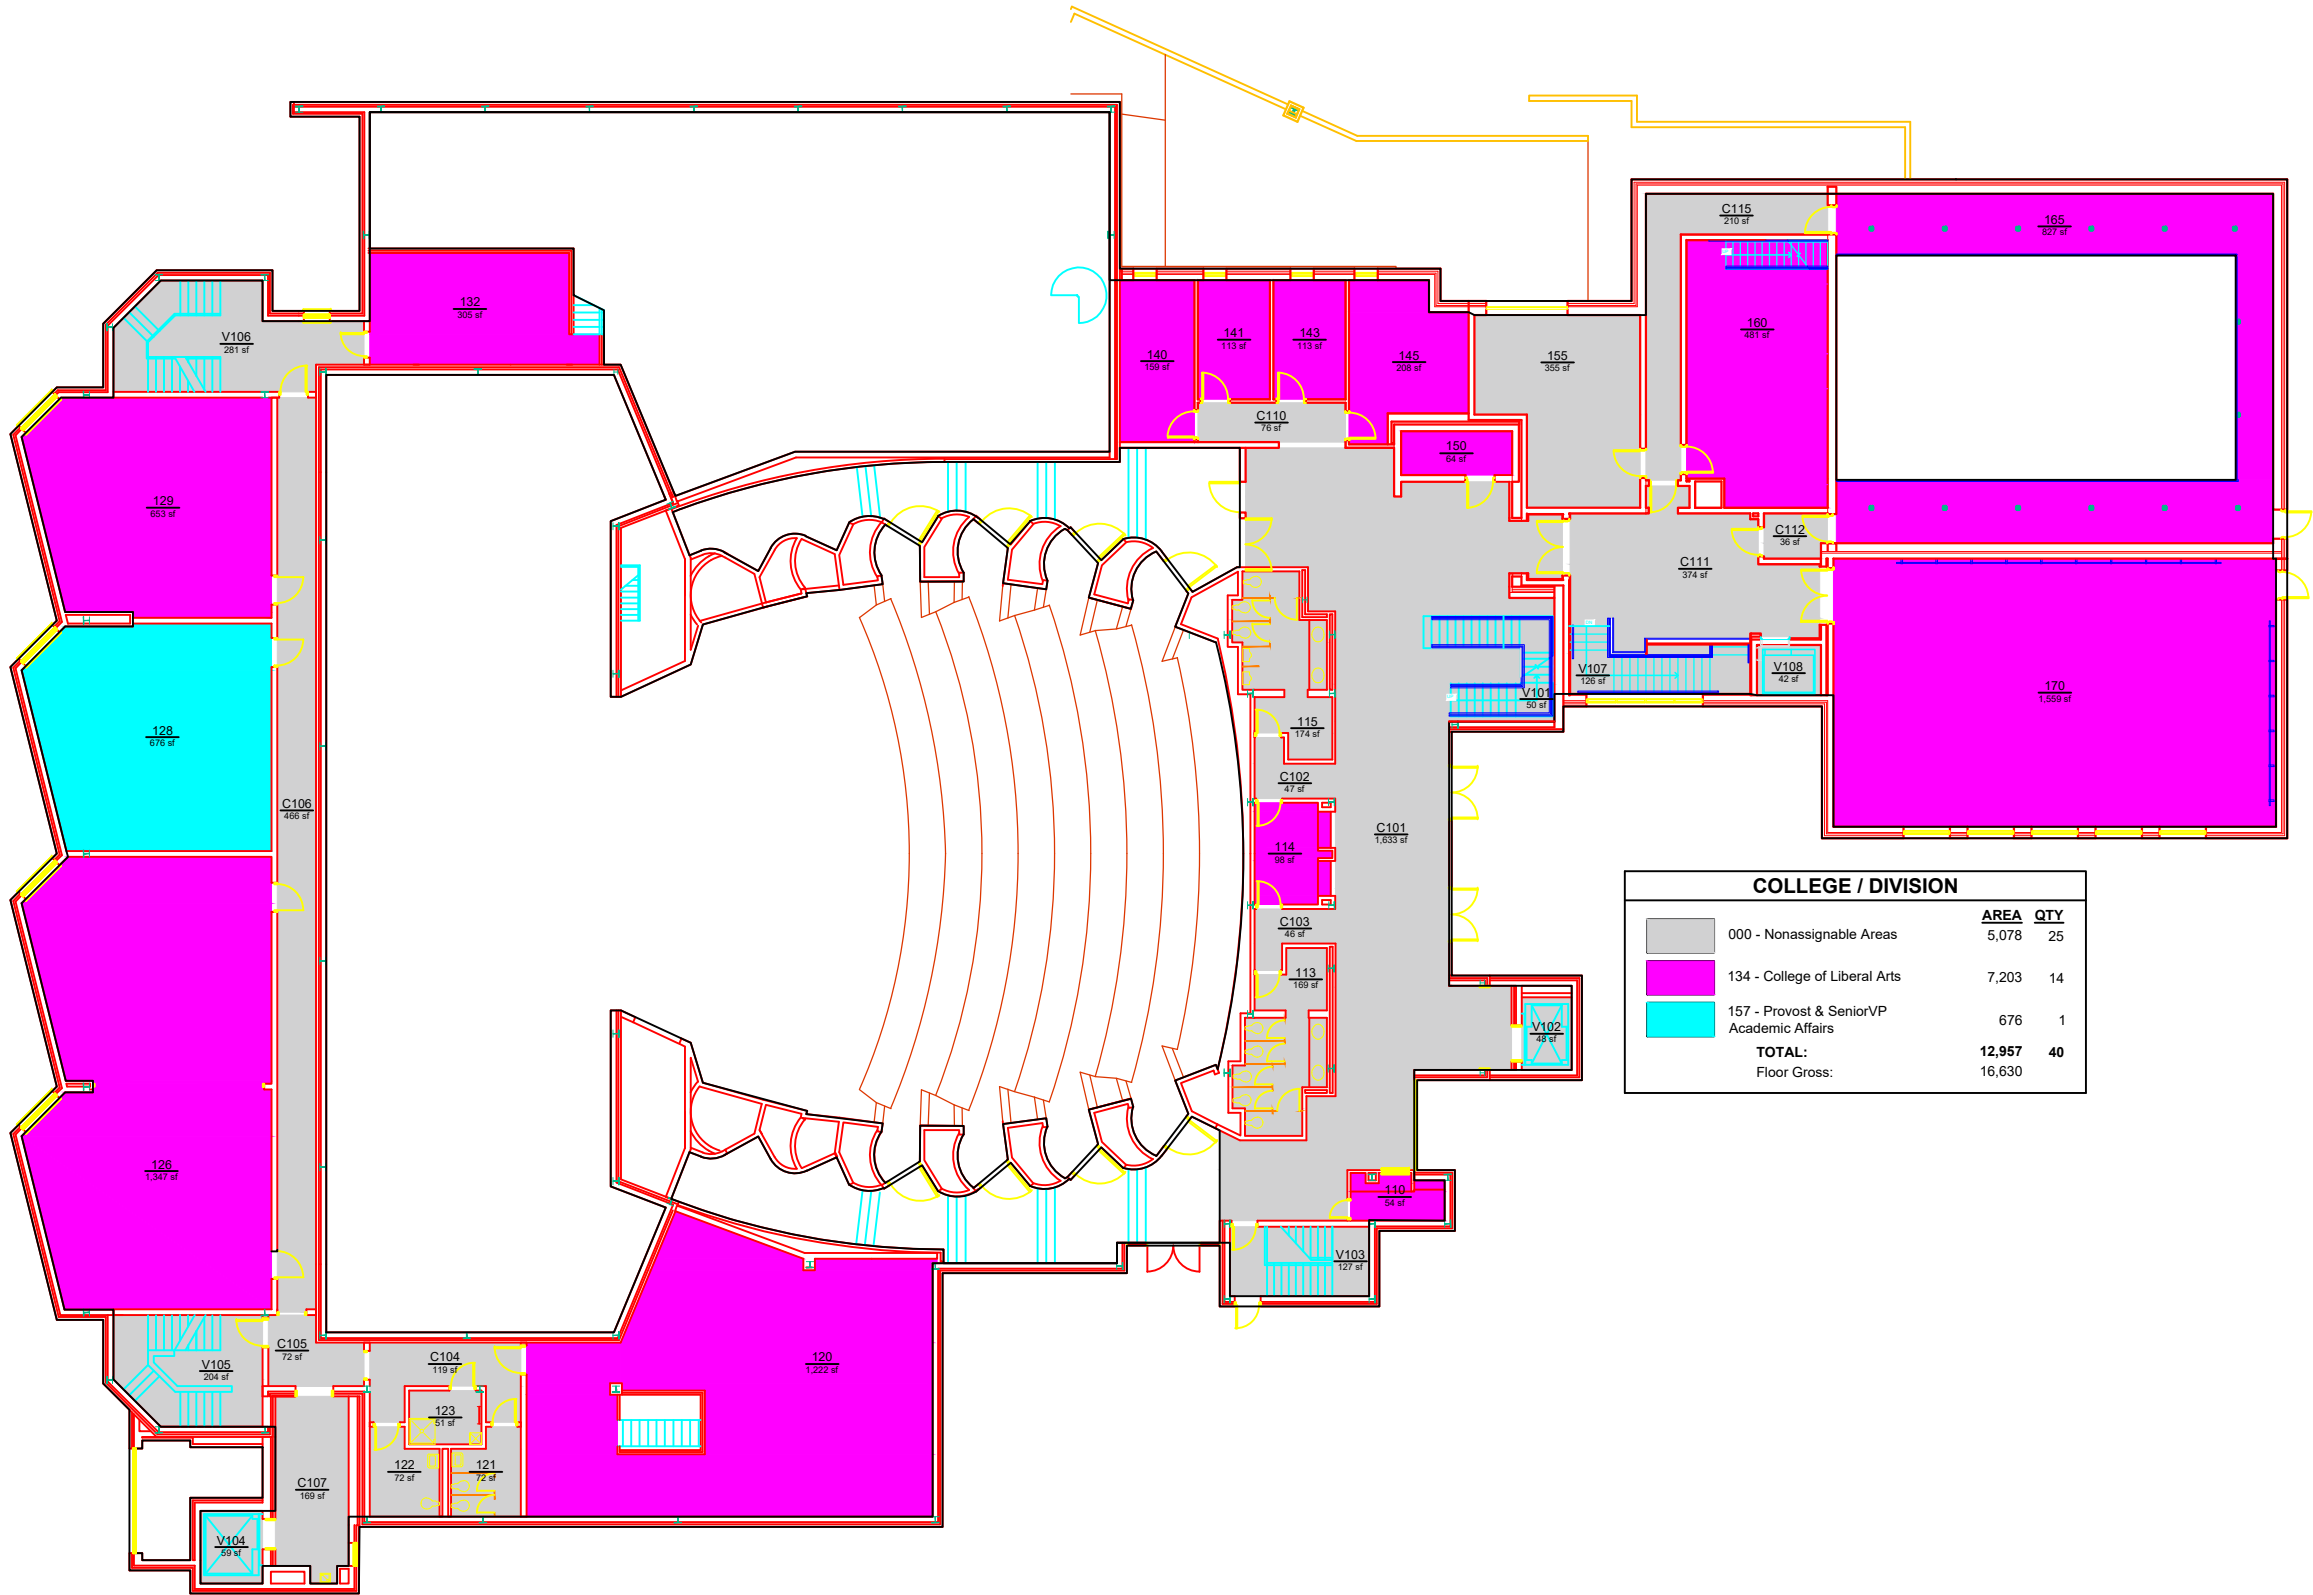 C115
210 sf
165
827 sf
132
305 sf
160
481 sf
V106
281 sf
141
113 sf
143
113 sf
140
159 sf
145
208 sf
155
355 sf
C110
76 sf
150
64 sf
129
653 sf
C112
36 sf
C111
374 sf
V107
126 sf
V108
42 sf
V101
50 sf
170
1,559 sf
128
676 sf
115
174 sf
C102
47 sf
C106
466 sf
C101
1,633 sf
114
98 sf
C103
46 sf
113
169 sf
V102
48 sf
COLLEGE / DIVISION
AREA QTY
000 - Nonassignable Areas 5,078 25
134 - College of Liberal Arts 7,203 14
157 - Provost & SeniorVP
Academic Affairs 676 1
TOTAL: 12,957 40
Floor Gross: 16,630
126
1,347 sf
110
54 sf
V103
127 sf
C105
72 sf
C104
119 sf
120
1,222 sf
V105
204 sf
123
51 sf
122
72 sf
121
72 sf
C107
169 sf
V104
59 sf